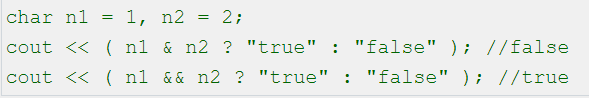 char n1 = 1, n2 = 2;
cout << ( n1 & n2 ? "true" : "false" ); //false
cout << ( n1 && n2 ? "true" : "false" ); //true